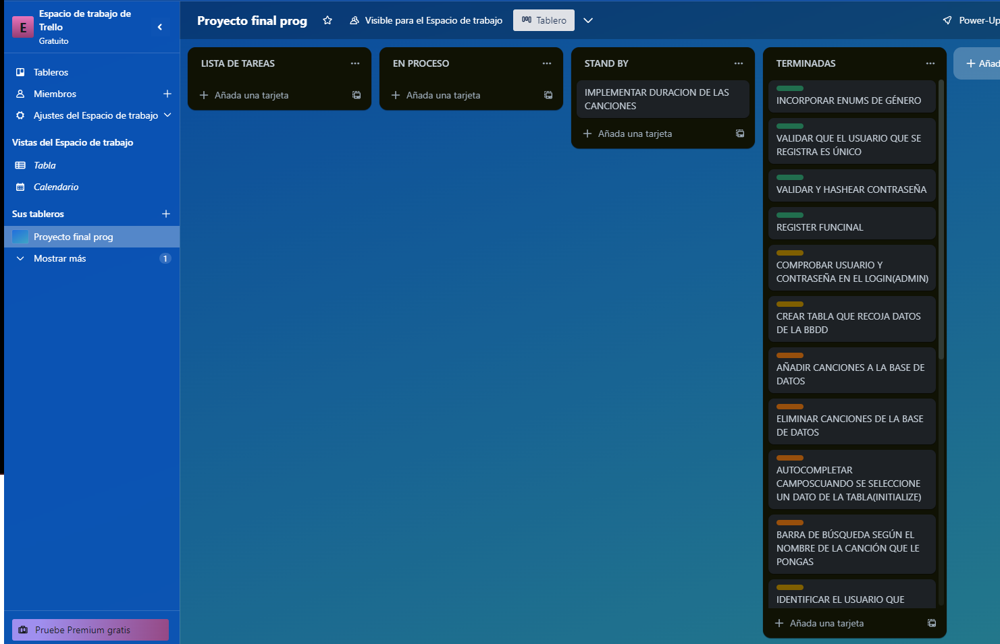 E
Espacio de trabajo de
Trello
Gratuito
Tableros
Miembros
Ajustes del Espacio de trabajo
Vistas del Espacio de trabajo
Tabla
Calendario
Sus tableros
Proyecto final prog
Mostrar más
1
Pruebe Premium gratis
Proyecto final prog
Visible para el Espacio de trabajo
Tablero
Power-Up
LISTA DE TAREAS
Añada una tarjeta
EN PROCESO
Añada una tarjeta
STAND BY
IMPLEMENTAR DURACION DE LAS
CANCIONES
Añada una tarjeta
TERMINADAS
INCORPORAR ENUMS DE GÉNERO
VALIDAR QUE EL USUARIO QUE SE
REGISTRA ES ÚNICO
VALIDAR Y HASHEAR CONTRASEÑA
REGISTER FUNCINAL
COMPROBAR USUARIO Y
CONTRASEÑA EN EL LOGIN(ADMIN)
CREAR TABLA QUE RECOJA DATOS
DE LA BBDD
AÑADIR CANCIONES A LA BASE DE
DATOS
ELIMINAR CANCIONES DE LA BASE
DE DATOS
AUTOCOMPLETAR
CAMPOSCUANDO SE SELECCIONE
UN DATO DE LA TABLA(INITIALIZE)
BARRA DE BÚSQUEDA SEGÚN EL
NOMBRE DE LA CANCIÓN QUE LE
PONGAS
IDENTIFICAR EL USUARIO QUE
Añada una tarjeta
Añad